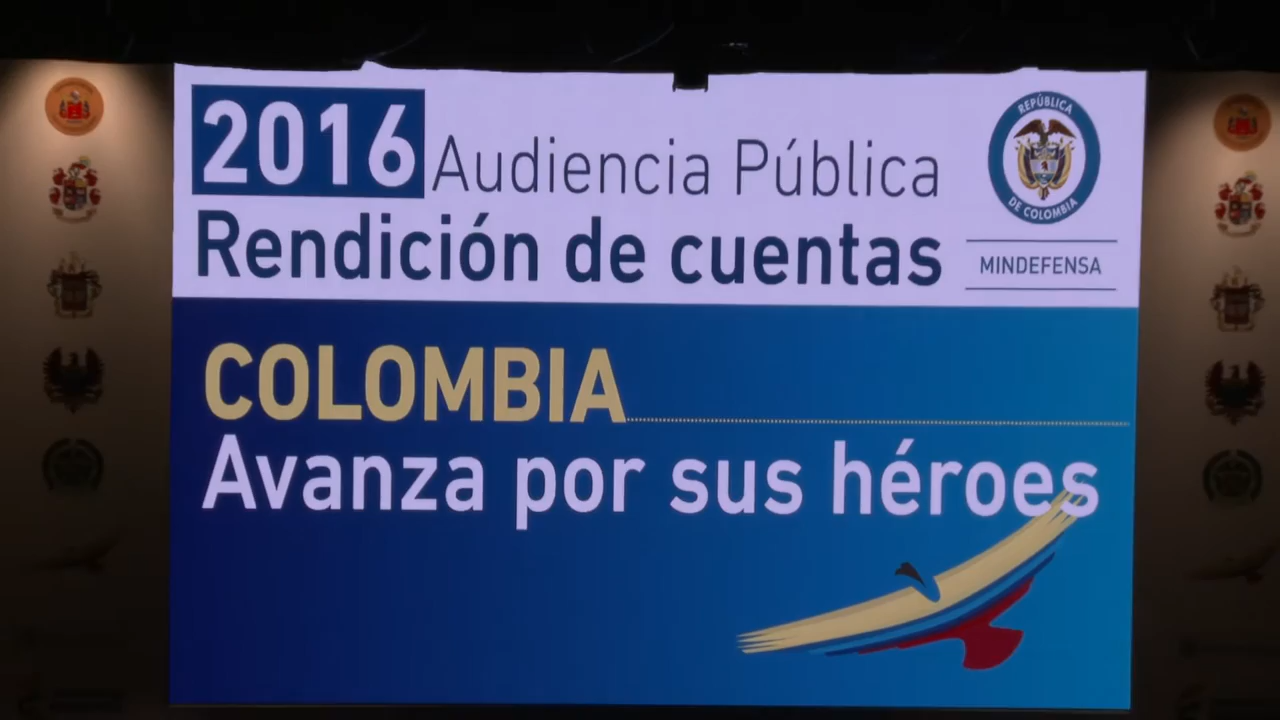 2016 Audiencia Pública
Rendición de cuentas
REPÚBLICA
DE COLOMBIA
MINDEFENSA
COLOMBIA
Avanza por sus héroes